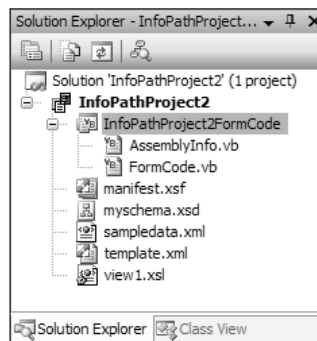 Solution Explorer - InfoPathProject...
Solution 'InfoPathProject2' (1 project)
InfoPathProject2
InfoPathProject2FormCode
AssemblyInfo.vb
FormCode.vb
manifest.xsf
myschema.xsd
sampledata.xml
template.xml
view1.xsl
Solution Explorer Class View